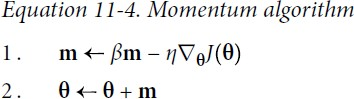 Equation 11-4. Momentum algorithm
1. m ← βm − η∇θJ(θ)
2. θ ← θ + m